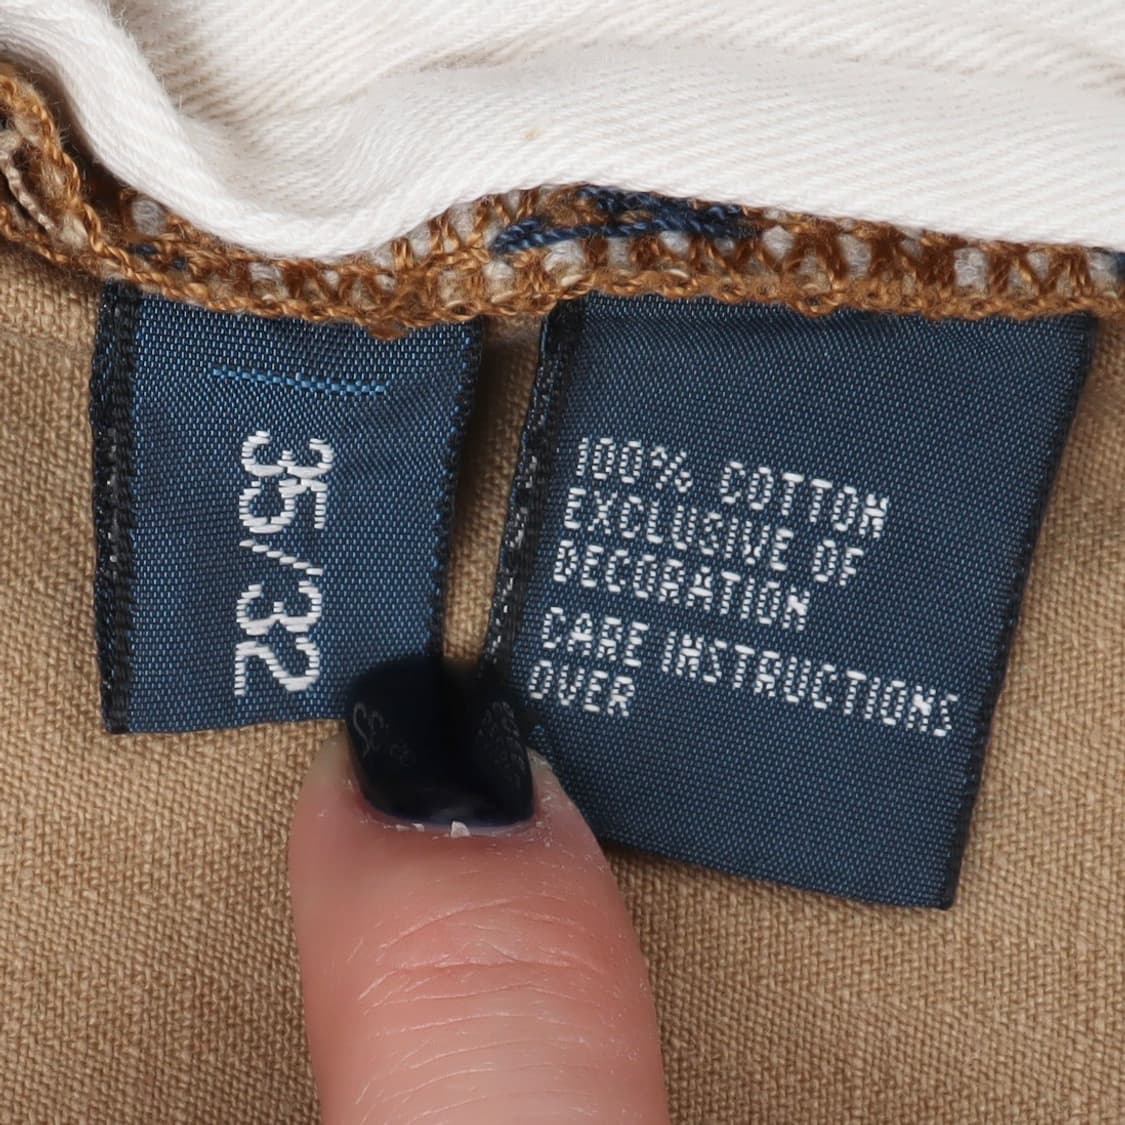 35/32
100% COTTON
EXCLUSIVE OF
DECORATION
CARE INSTRUCTIONS
OVER